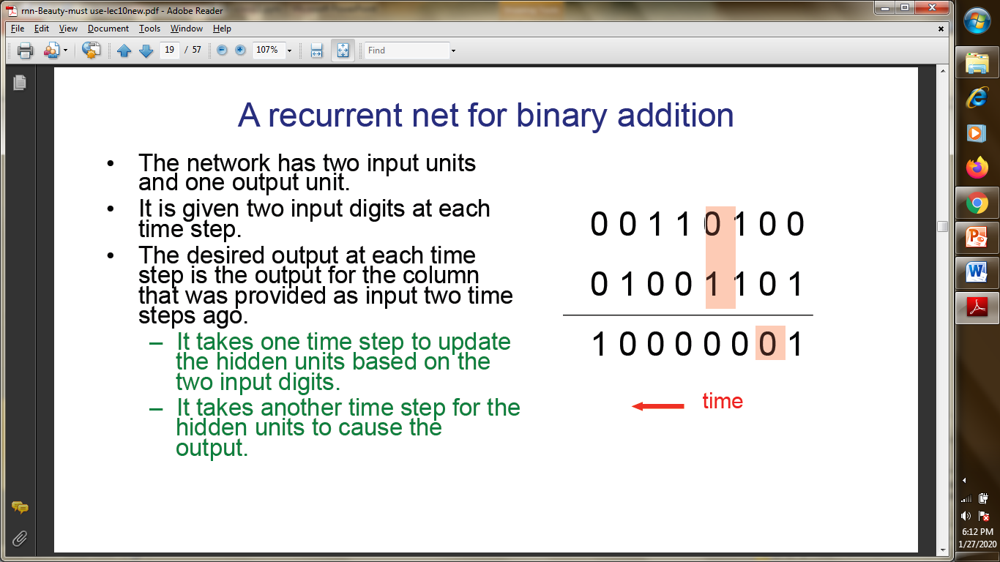 rnn-Beauty-must use-lec10new.pdf - Adobe Reader
File Edit View Document Tools Window Help
19 / 57 107% Find
A recurrent net for binary addition
• The network has two input units
and one output unit.
• It is given two input digits at each
time step.
• The desired output at each time
step is the output for the column
that was provided as input two time
steps ago.
– It takes one time step to update
the hidden units based on the
two input digits.
– It takes another time step for the
hidden units to cause the
output.
0 0 1 1 0 1 0 0
0 1 0 0 1 1 0 1
1 0 0 0 0 0 0 1
time
6:12 PM
1/27/2020